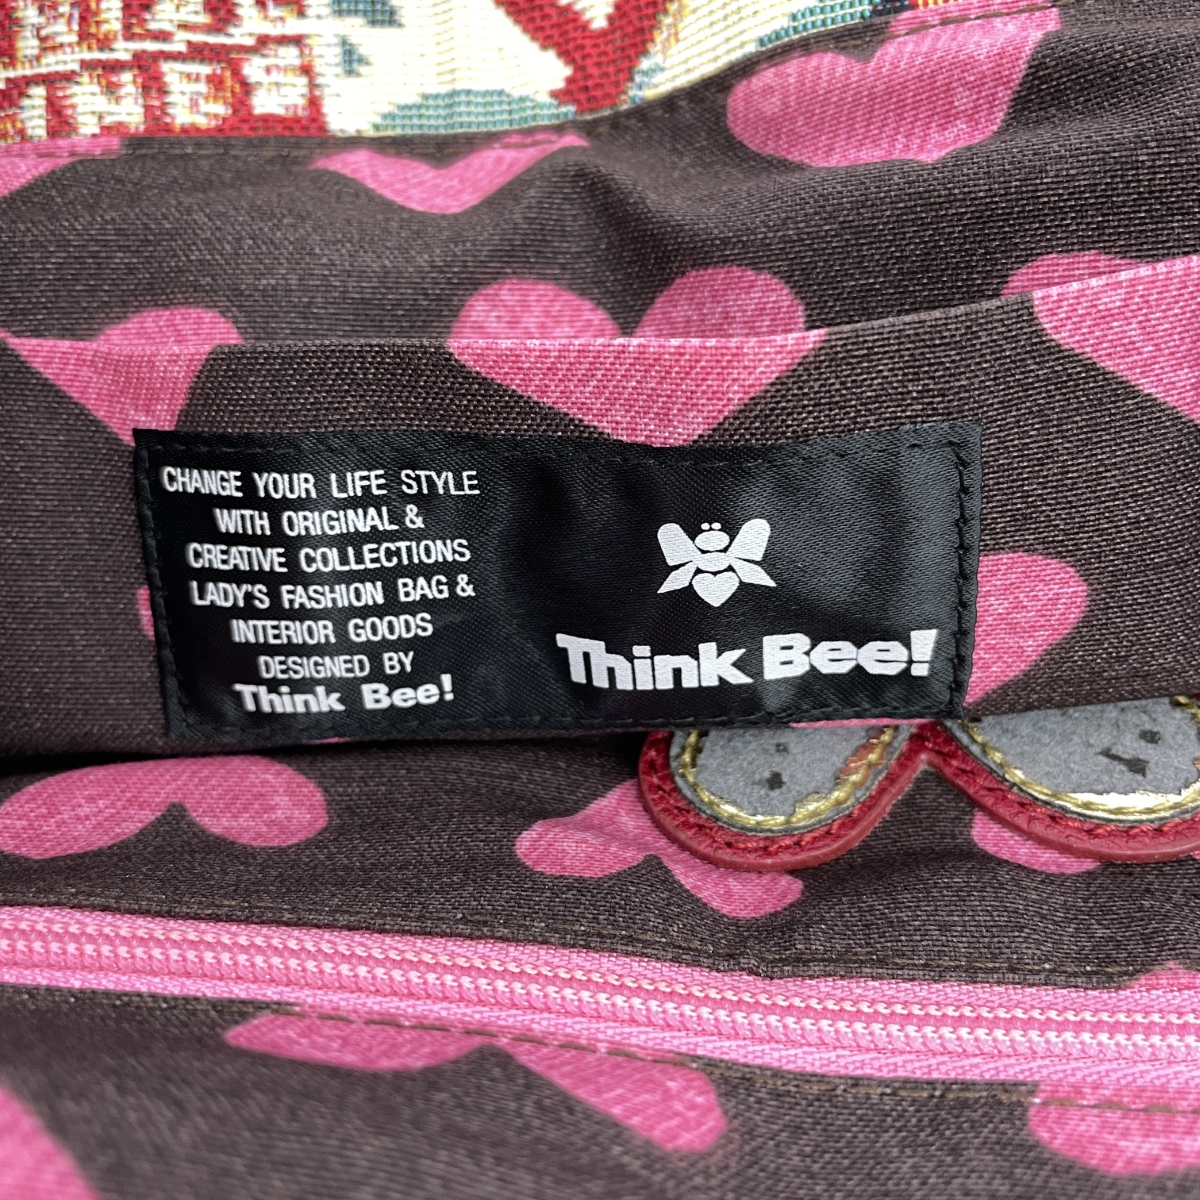 CHANGE YOUR LIFE STYLE
WITH ORIGINAL &
CREATIVE COLLECTIONS
LADY'S FASHION BAG &
INTERIOR GOODS
DESIGNED BY
Think Bee!
Think Bee!